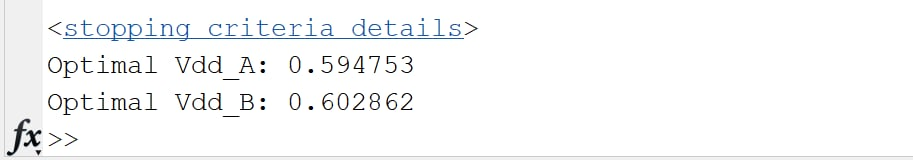 <stopping criteria details>
Optimal Vdd_A: 0.594753
Optimal Vdd_B: 0.602862
fx >>